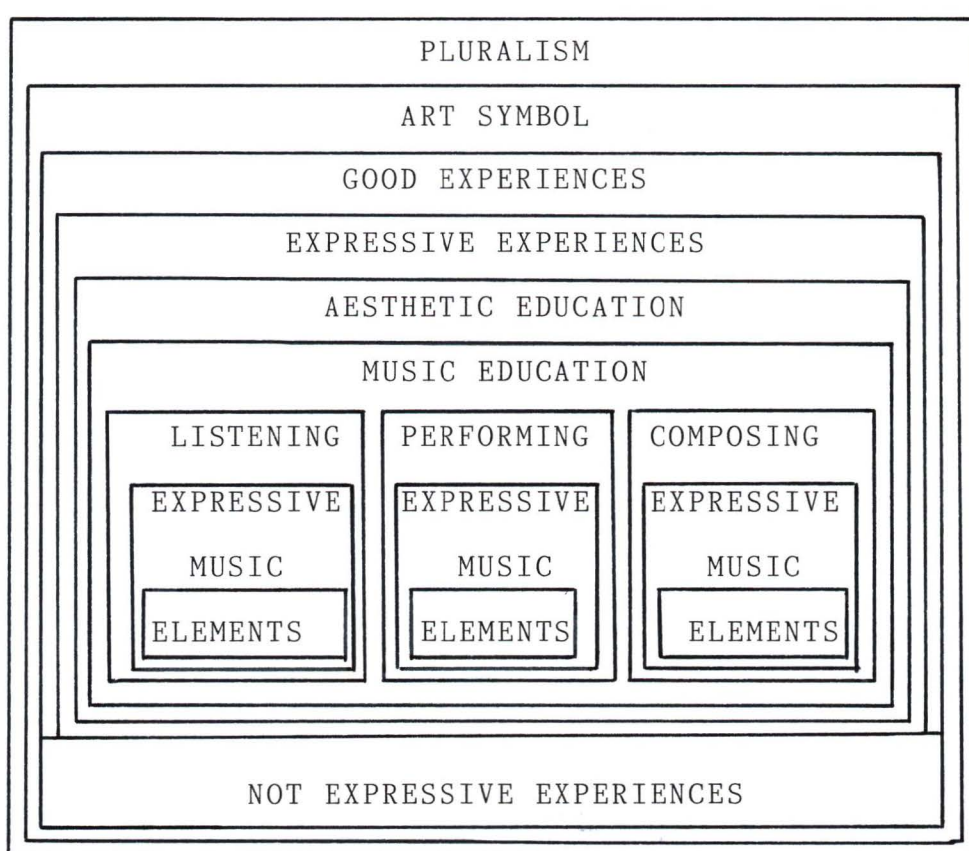 PLURALISM
ART SYMBOL
GOOD EXPERIENCES
EXPRESSIVE EXPERIENCES
AESTHETIC EDUCATION
MUSIC EDUCATION
LISTENING PERFORMING COMPOSING
EXPRESSIVE EXPRESSIVE EXPRESSIVE
MUSIC MUSIC MUSIC
ELEMENTS ELEMENTS ELEMENTS
NOT EXPRESSIVE EXPERIENCES